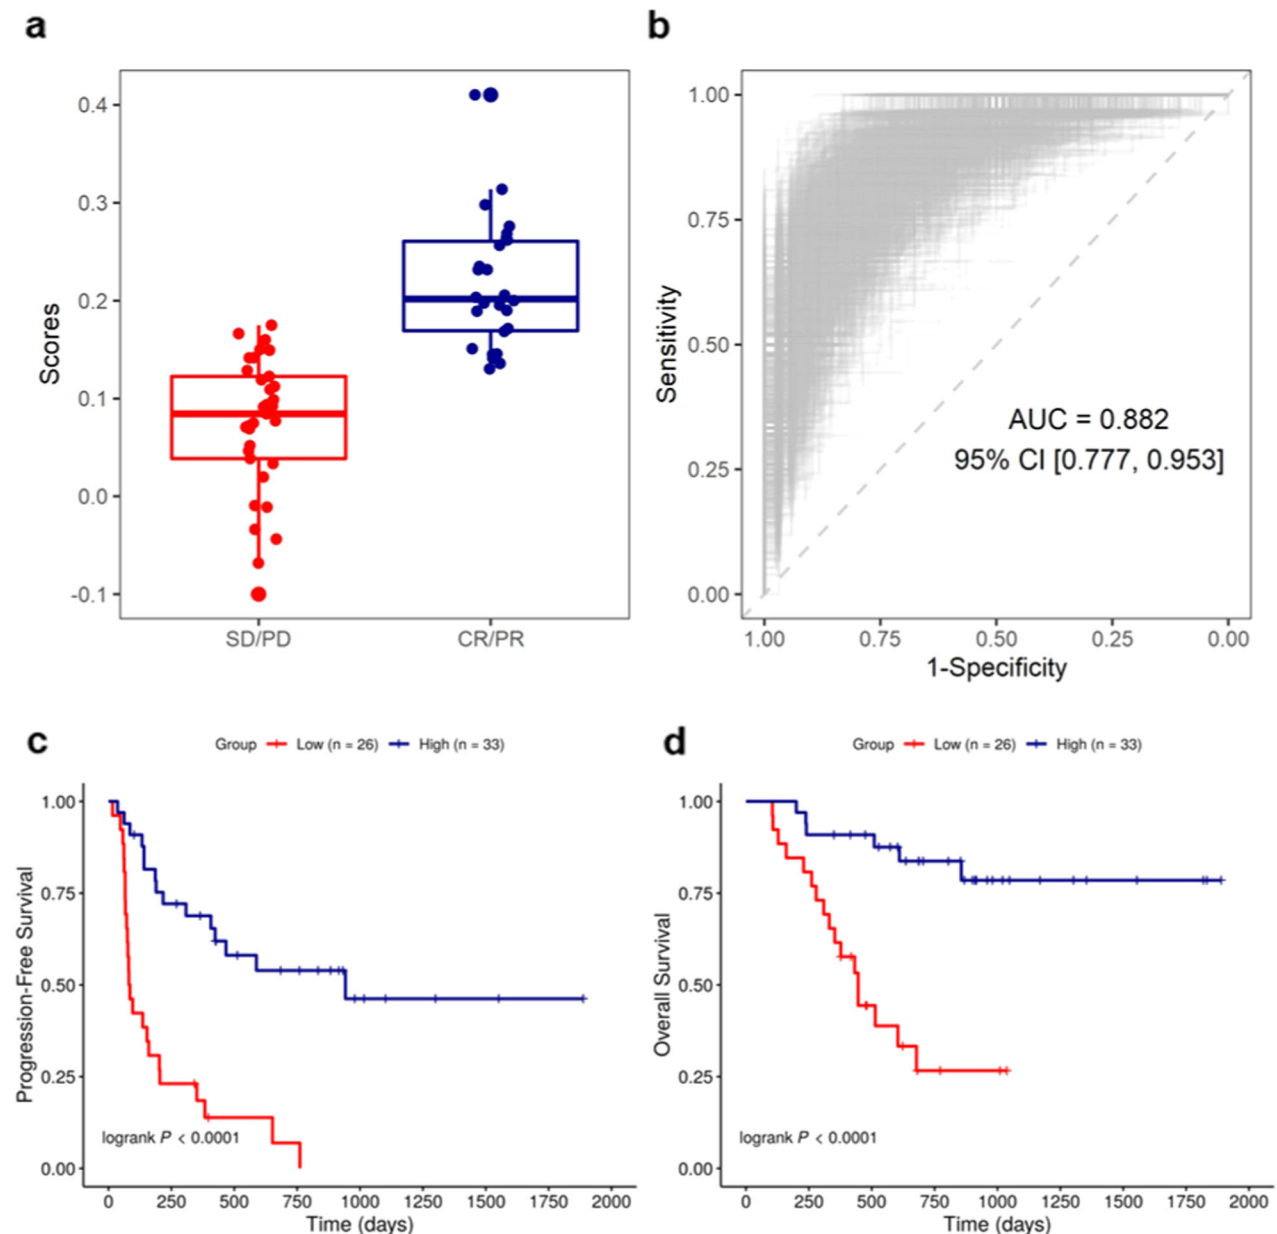 a
0.4
0.3
0.2
0.1
0.0
-0.1
Scores
SD/PD CR/PR
b
1.00
0.75
0.50
0.25
0.00
Sensitivity
AUC = 0.882
95% CI [0.777, 0.953]
1.00 0.75 0.50 0.25 0.00
1-Specificity
c
Group Low (n = 26) High (n = 33)
1.00
0.75
0.50
0.25
0.00
Progression-Free Survival
logrank P < 0.0001
0 250 500 750 1000 1250 1500 1750 2000
Time (days)
d
Group Low (n = 26) High (n = 33)
1.00
0.75
0.50
0.25
0.00
Overall Survival
logrank P < 0.0001
0 250 500 750 1000 1250 1500 1750 2000
Time (days)